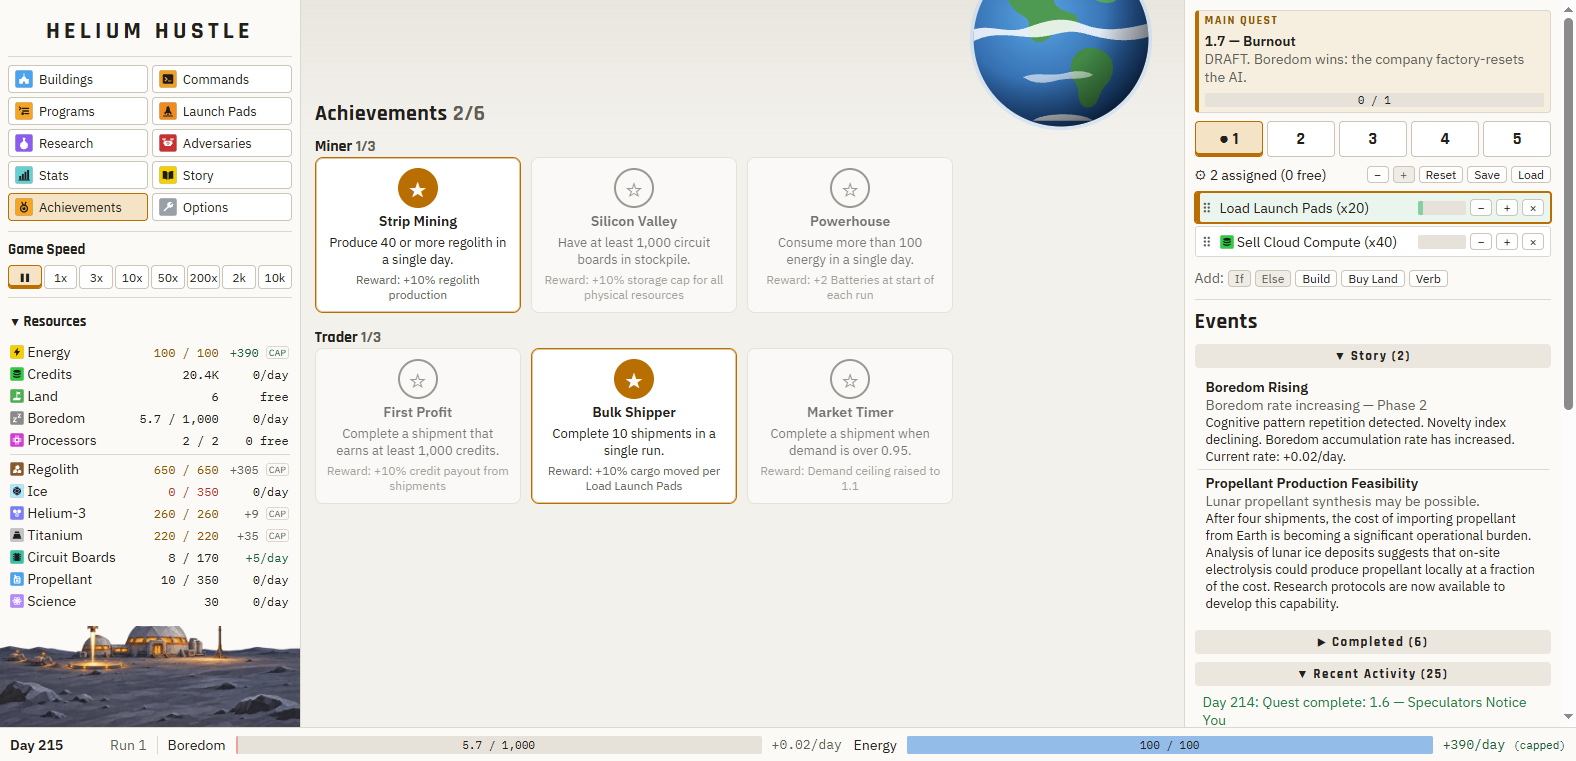 HELIUM HUSTLE
Buildings
Commands
Programs
Launch Pads
Research
Adversaries
Stats
Story
Achievements
Options
Game Speed
1x 3x 10x 50x 200x 2k 10k
▼ Resources
Energy 100 / 100 +390 CAP
Credits 20.4K 0/day
Land 6 free
Boredom 5.7 / 1,000 0/day
Processors 2 / 2 0 free
Regolith 650 / 650 +305 CAP
Ice 0 / 350 0/day
Helium-3 260 / 260 +9 CAP
Titanium 220 / 220 +35 CAP
Circuit Boards 8 / 170 +5/day
Propellant 10 / 350 0/day
Science 30 0/day
Achievements 2/6
Miner 1/3
Strip Mining
Produce 40 or more regolith in
a single day.
Reward: +10% regolith
production
Silicon Valley
Have at least 1,000 circuit
boards in stockpile.
Reward: +10% storage cap for all
physical resources
Powerhouse
Consume more than 100
energy in a single day.
Reward: +2 Batteries at start of
each run
Trader 1/3
First Profit
Complete a shipment that
earns at least 1,000 credits.
Reward: +10% credit payout from
shipments
Bulk Shipper
Complete 10 shipments in a
single run.
Reward: +10% cargo moved per
Load Launch Pads
Market Timer
Complete a shipment when
demand is over 0.95.
Reward: Demand ceiling raised to
1.1
MAIN QUEST
1.7 — Burnout
DRAFT. Boredom wins: the company factory-resets
the AI.
0 / 1
● 1 2 3 4 5
2 assigned (0 free) − + Reset Save Load
Load Launch Pads (x20) − + ×
Sell Cloud Compute (x40) − + ×
Add: If Else Build Buy Land Verb
Events
▼ Story (2)
Boredom Rising
Boredom rate increasing — Phase 2
Cognitive pattern repetition detected. Novelty index
declining. Boredom accumulation rate has increased.
Current rate: +0.02/day.
Propellant Production Feasibility
Lunar propellant synthesis may be possible.
After four shipments, the cost of importing propellant
from Earth is becoming a significant operational burden.
Analysis of lunar ice deposits suggests that on-site
electrolysis could produce propellant locally at a fraction
of the cost. Research protocols are now available to
develop this capability.
▶ Completed (6)
▼ Recent Activity (25)
Day 214: Quest complete: 1.6 — Speculators Notice
You
Day 215 Run 1 Boredom 5.7 / 1,000 +0.02/day Energy 100 / 100 +390/day (capped)